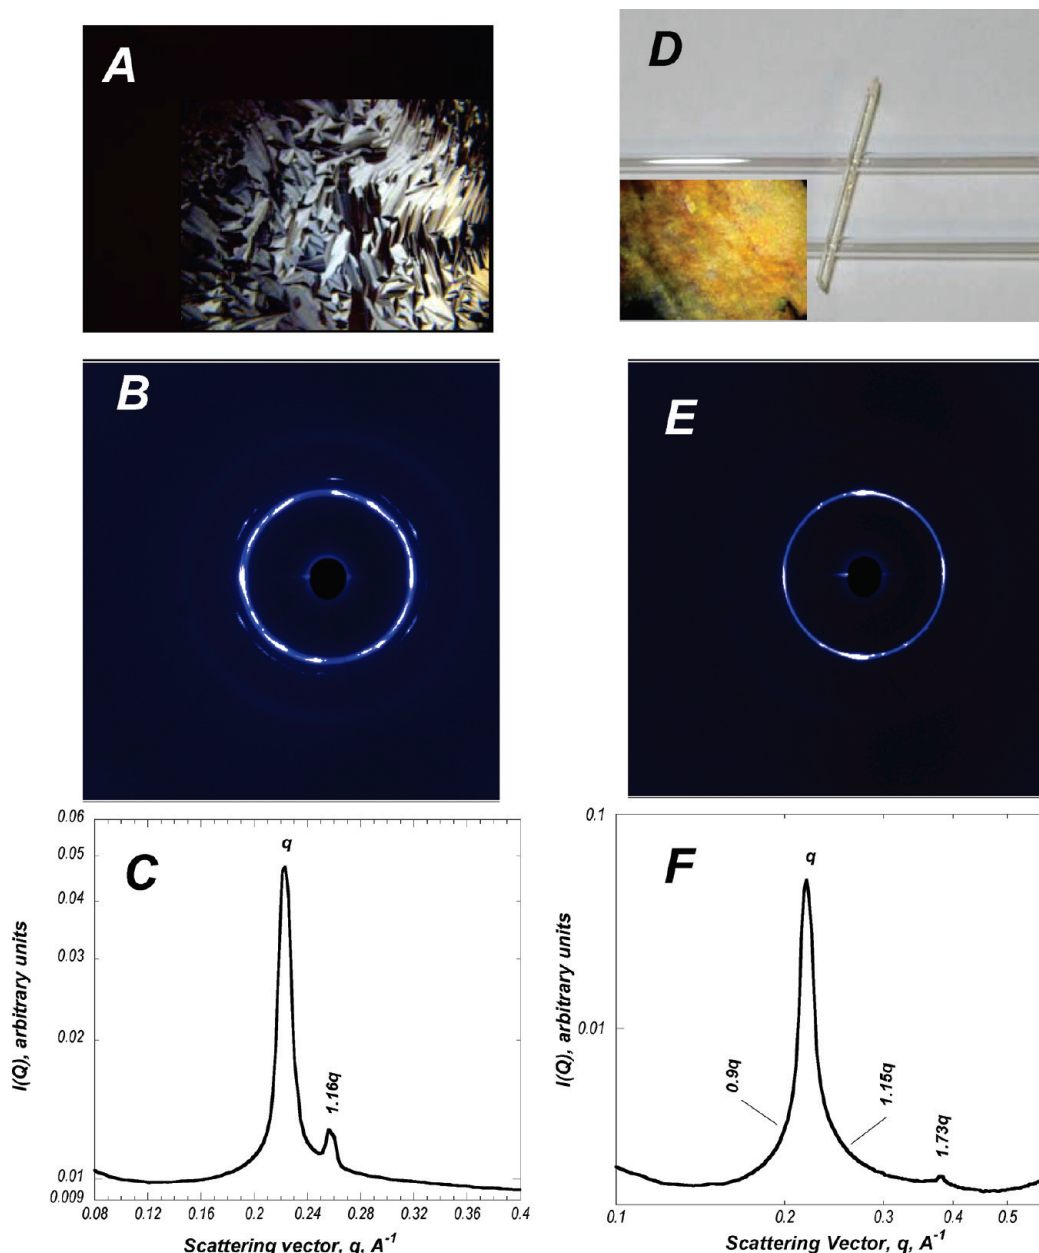 A
D
B
E
0.06
0.05
0.04
0.03
0.02
0.01
0.009
I(Q), arbitrary units
C
q
1.16q
0.08 0.12 0.16 0.2 0.24 0.28 0.32 0.36 0.4
Scattering vector, q, A-1
0.1
0.01
I(Q), arbitrary units
F
q
0.9q
1.15q
1.73q
0.1 0.2 0.3 0.4 0.5
Scattering Vector, q, A-1